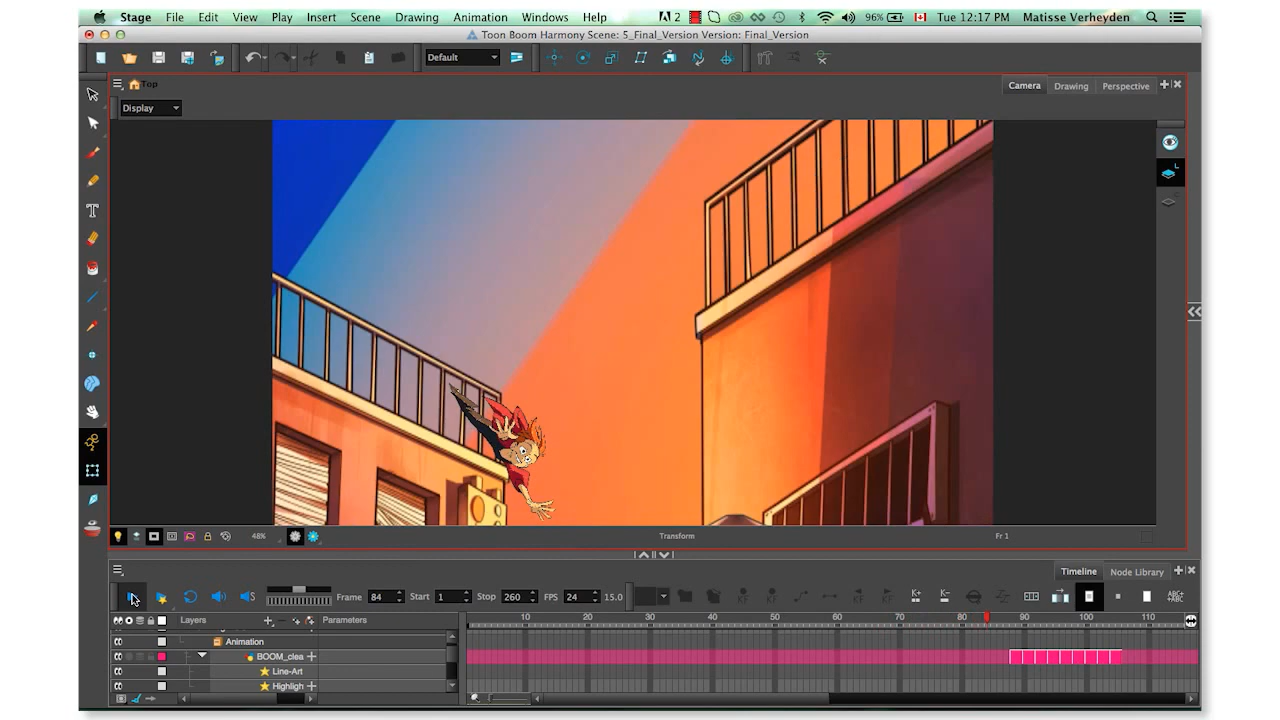 Stage File Edit View Play Insert Scene Drawing Animation Windows Help 2 96% Tue 12:17 PM Matisse Verheyden
Toon Boom Harmony Scene: 5_Final_Version Version: Final_Version
Default
Top Camera Drawing Perspective
Display
48% Transform Fr 1
Timeline Node Library
Frame 84 Start 1 Stop 260 FPS 24 15.0
Layers Parameters 10 20 30 40 50 60 70 80 90 100 110
Animation
BOOM_clea
Line-Art
Highligh